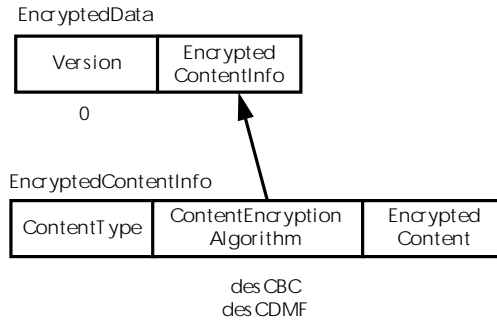 EncryptedData
Version
Encrypted
ContentInfo
0
EncryptedContentInfo
ContentType
ContentEncryption
Algorithm
Encrypted
Content
desCBC
desCDMF